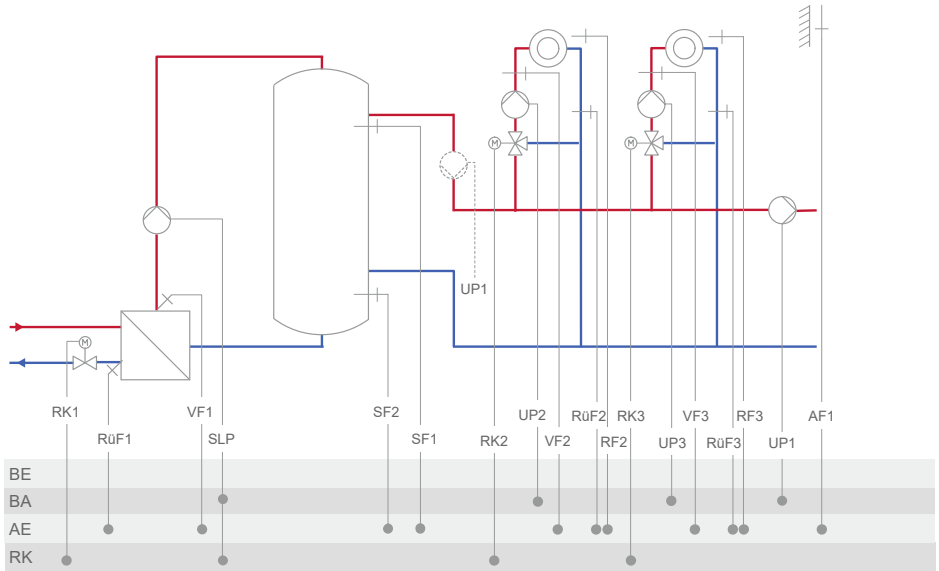 M
M
M
UP1
RK1
VF1
SF2
UP2
RüF2
RK3
VF3
RF3
AF1
RüF1
SLP
SF1
RK2
VF2
RF2
UP3
RüF3
UP1
BE
BA
AE
RK